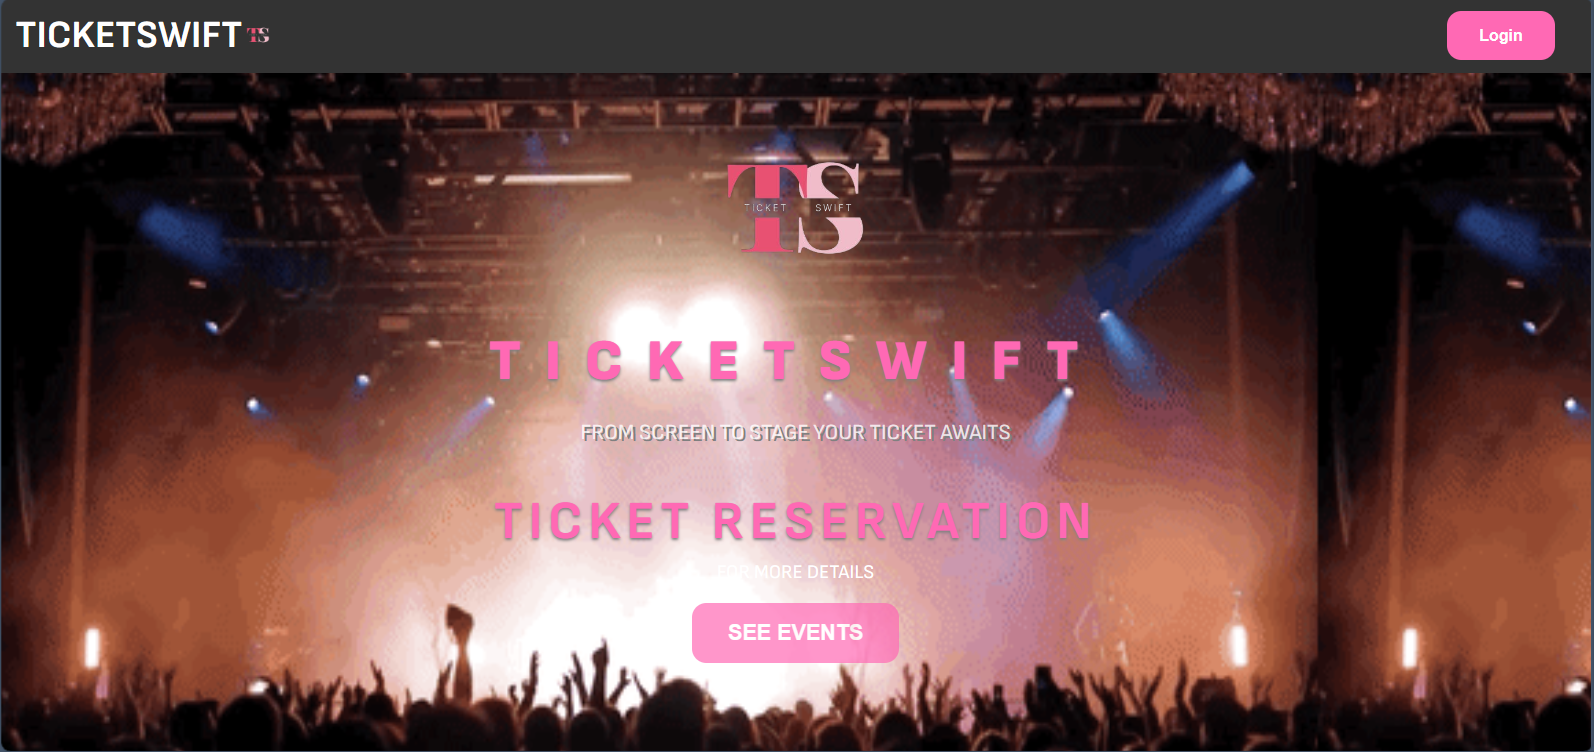 TICKETSWIFT TS
Login
TS
TICKET SWIFT
TICKETSWIFT
FROM SCREEN TO STAGE YOUR TICKET AWAITS
TICKET RESERVATION
FOR MORE DETAILS
SEE EVENTS